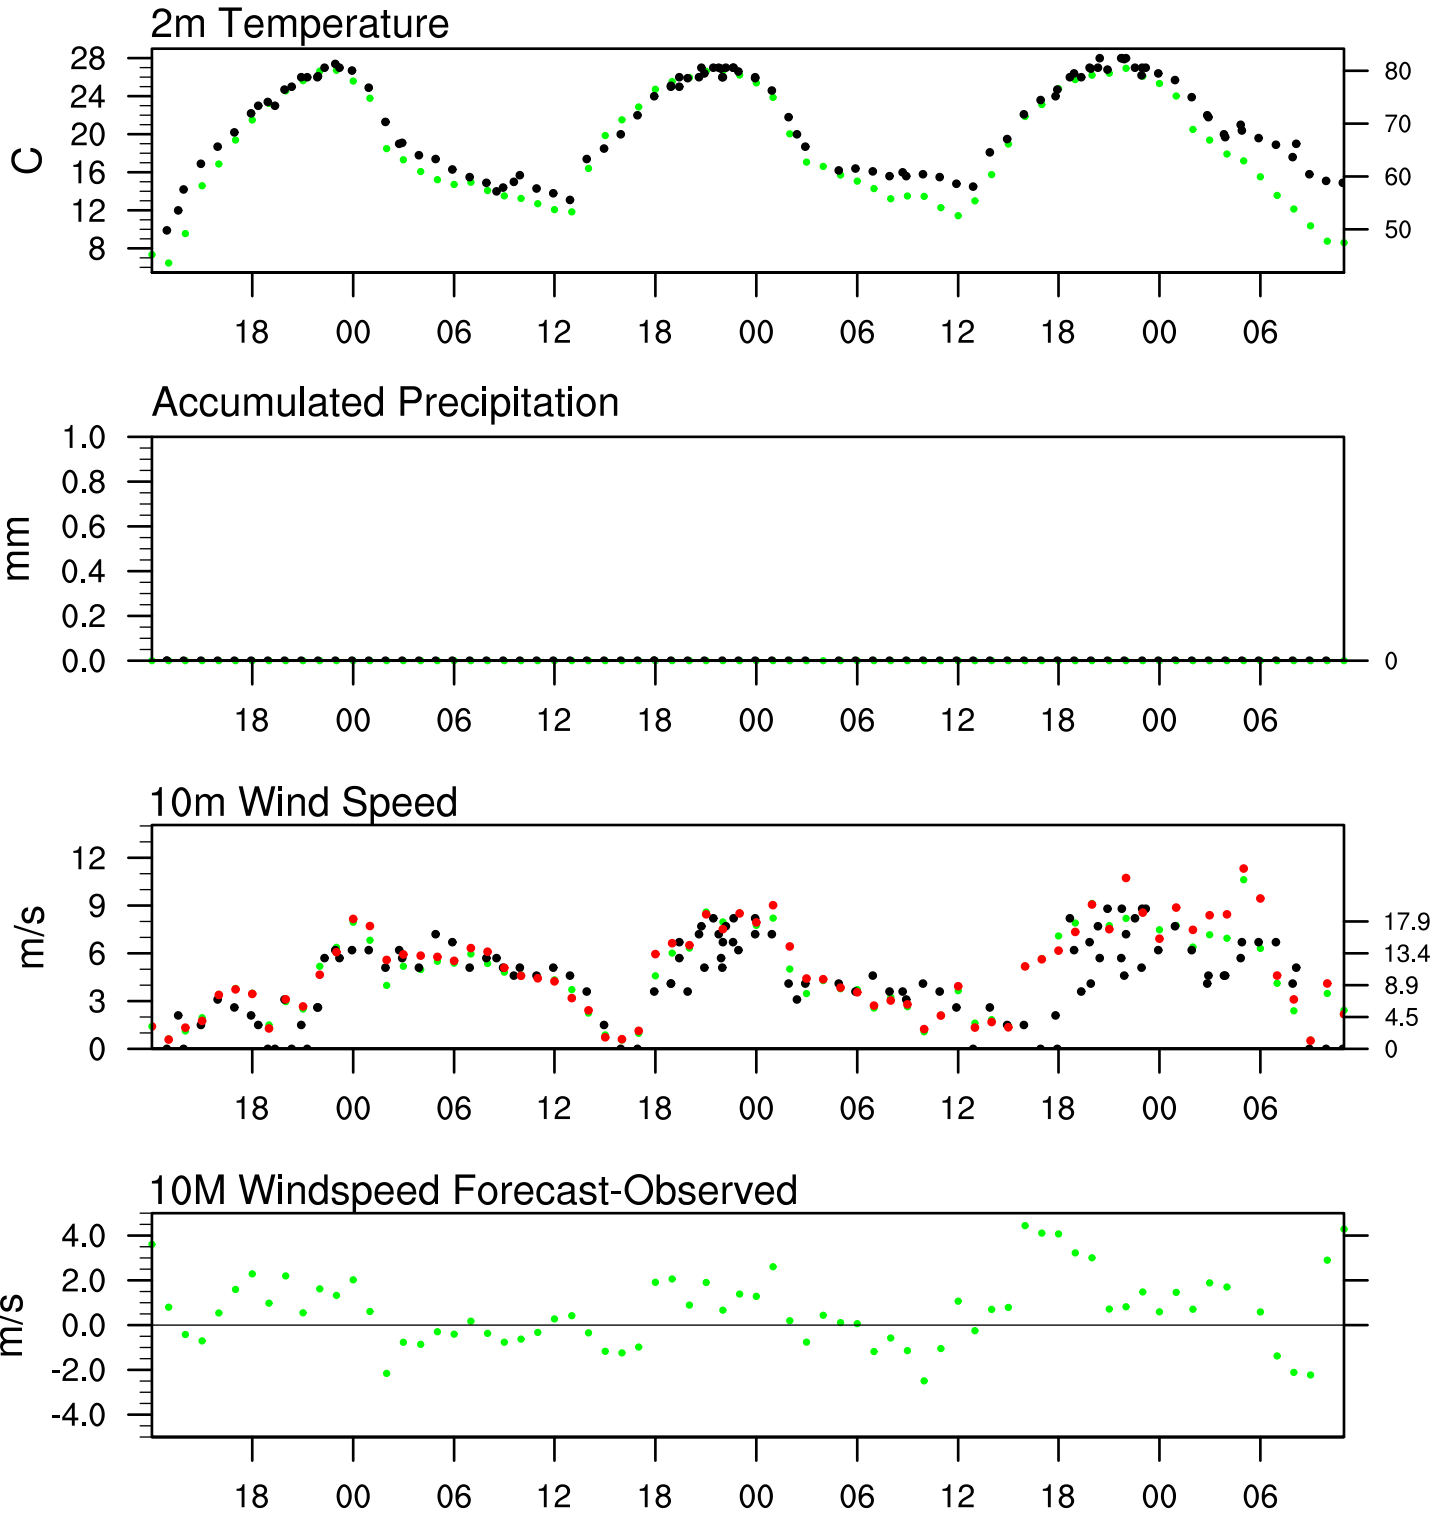 2m Temperature
28
24
20
16
12
8
C
80
70
60
50
18 00 06 12 18 00 06 12 18 00 06
Accumulated Precipitation
1.0
0.8
0.6
0.4
0.2
0.0
mm
0
18 00 06 12 18 00 06 12 18 00 06
10m Wind Speed
12
9
6
3
0
m/s
17.9
13.4
8.9
4.5
0
18 00 06 12 18 00 06 12 18 00 06
10M Windspeed Forecast-Observed
4.0
2.0
0.0
-2.0
-4.0
m/s
18 00 06 12 18 00 06 12 18 00 06